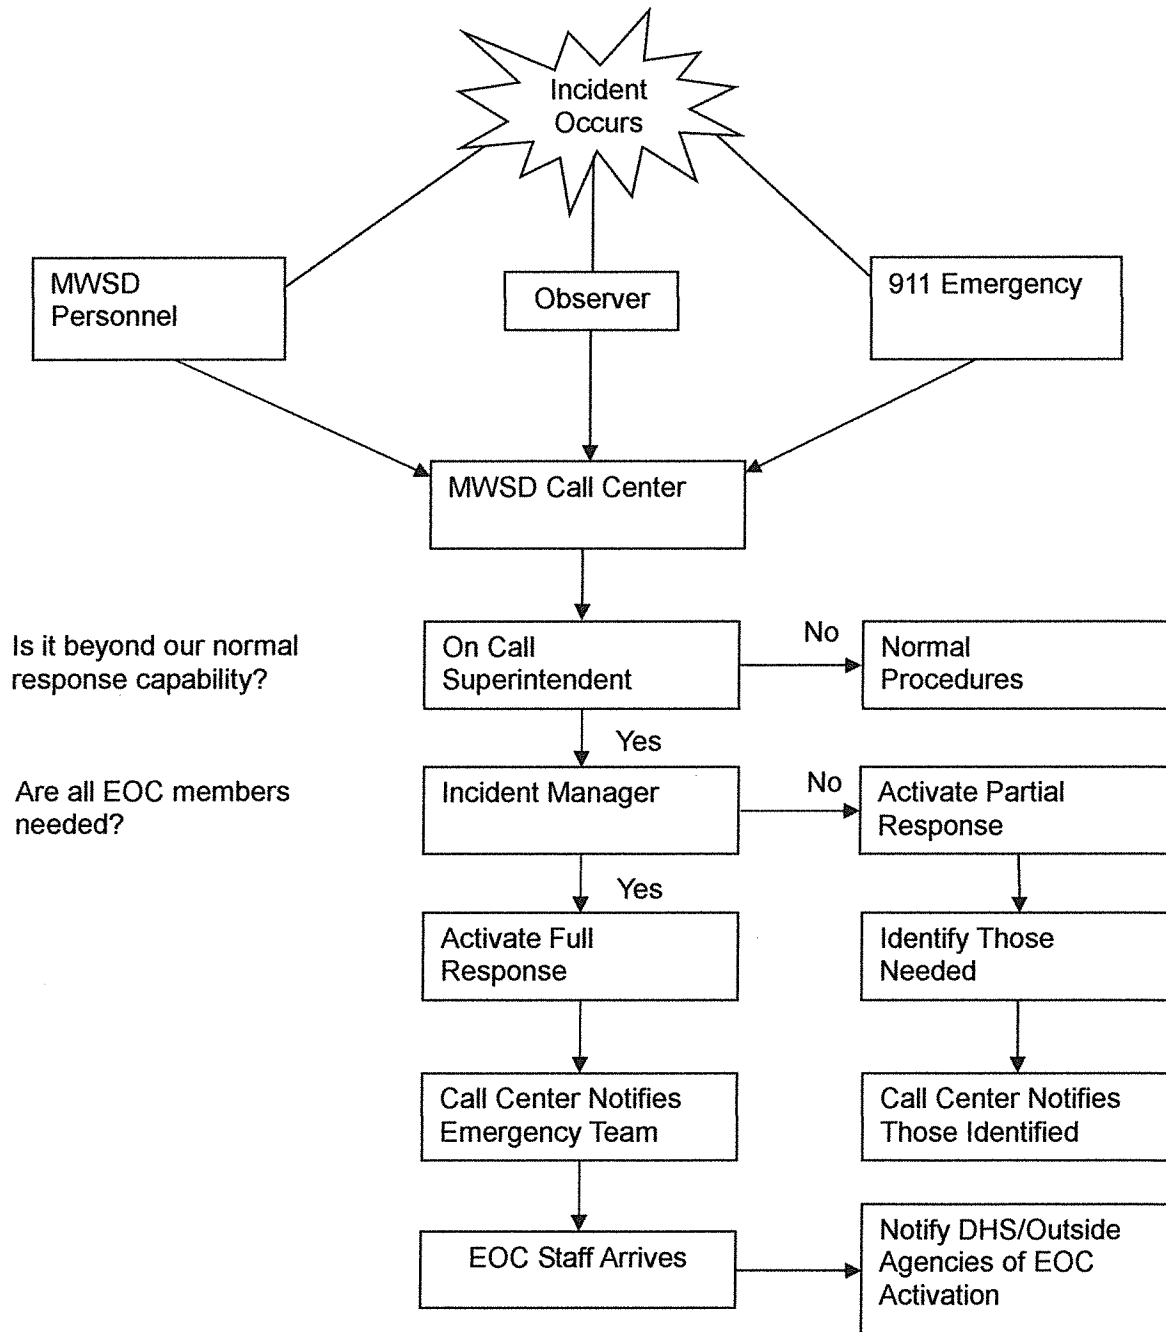 Incident
Occurs
MWSD
Personnel
Observer
911 Emergency
MWSD Call Center
Is it beyond our normal
response capability?
On Call
Superintendent
No
Normal
Procedures
Yes
Are all EOC members
needed?
Incident Manager
No
Activate Partial
Response
Yes
Activate Full
Response
Identify Those
Needed
Call Center Notifies
Emergency Team
Call Center Notifies
Those Identified
EOC Staff Arrives
Notify DHS/Outside
Agencies of EOC
Activation